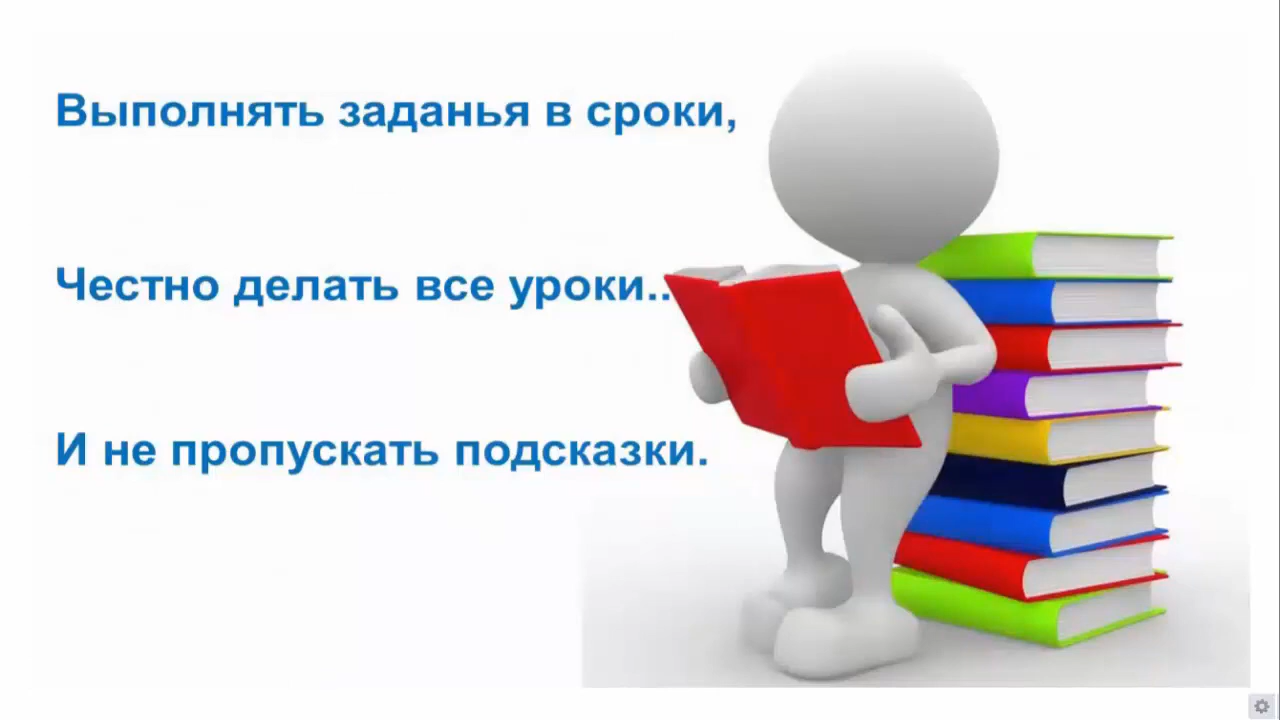 Выполнять заданья в сроки,
Честно делать все уроки..
И не пропускать подсказки.